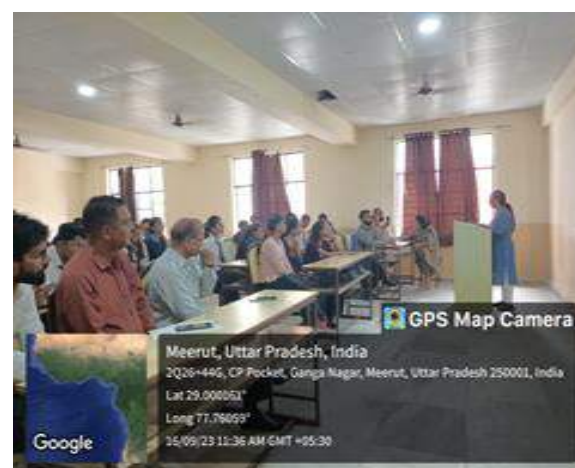 GPS Map Camera
Meerut, Uttar Pradesh, India
2Q26+44G, CP Pocket, Ganga Nagar, Meerut, Uttar Pradesh 250001, India
Lat 29.000363°
Long 77.76059°
16/09/23 11:36 AM GMT +05:30
Google